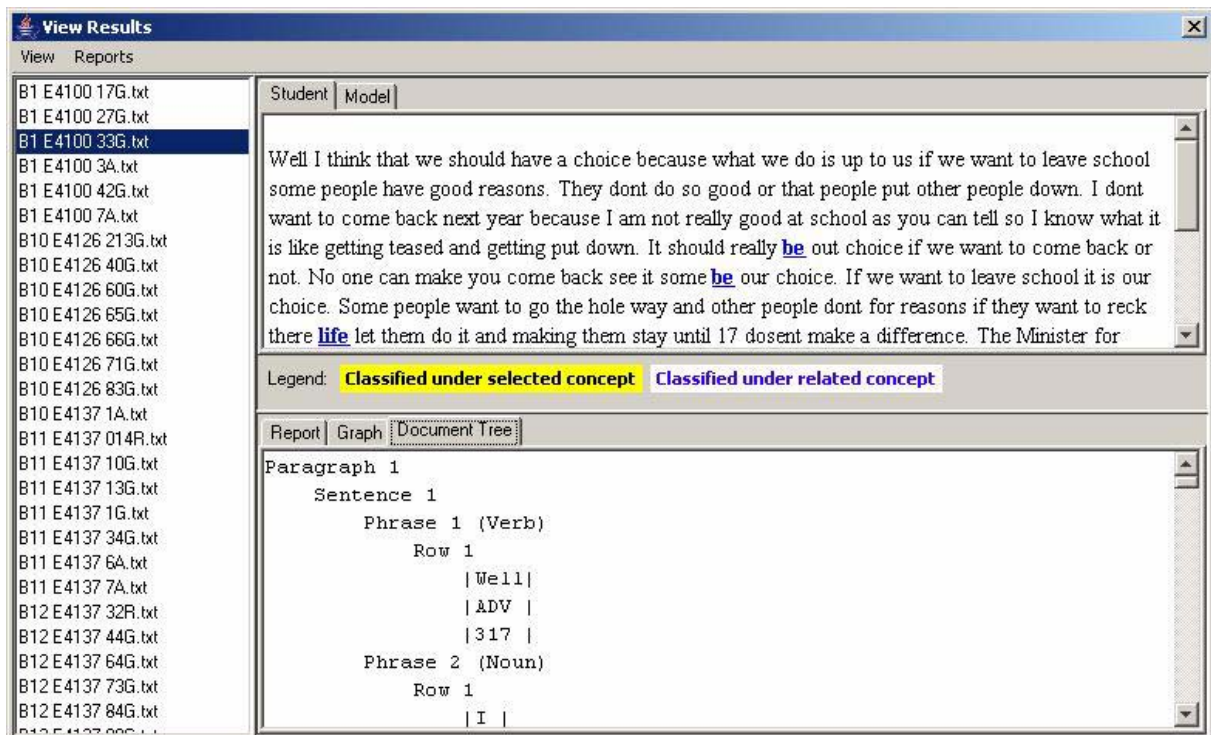 View Results
View Reports
B1 E4100 17G.txt
B1 E4100 27G.txt
B1 E4100 33G.txt
B1 E4100 3A.txt
B1 E4100 42G.txt
B1 E4100 7A.txt
B10 E4126 213G.txt
B10 E4126 40G.txt
B10 E4126 60G.txt
B10 E4126 65G.txt
B10 E4126 66G.txt
B10 E4126 71G.txt
B10 E4126 83G.txt
B10 E4137 1A.txt
B11 E4137 014R.txt
B11 E4137 10G.txt
B11 E4137 13G.txt
B11 E4137 1G.txt
B11 E4137 34G.txt
B11 E4137 6A.txt
B11 E4137 7A.txt
B12 E4137 32R.txt
B12 E4137 44G.txt
B12 E4137 64G.txt
B12 E4137 73G.txt
B12 E4137 84G.txt
Student Model
Well I think that we should have a choice because what we do is up to us if we want to leave school
some people have good reasons. They dont do so good or that people put other people down. I dont
want to come back next year because I am not really good at school as you can tell so I know what it
is like getting teased and getting put down. It should really be out choice if we want to come back or
not. No one can make you come back see it some be our choice. If we want to leave school it is our
choice. Some people want to go the hole way and other people dont for reasons if they want to reck
there life let them do it and making them stay until 17 dosent make a difference. The Minister for
Legend: Classified under selected concept Classified under related concept
Report Graph Document Tree
Paragraph 1
Sentence 1
Phrase 1 (Verb)
Row 1
|Well|
|ADV |
|317 |
Phrase 2 (Noun)
Row 1
|I |